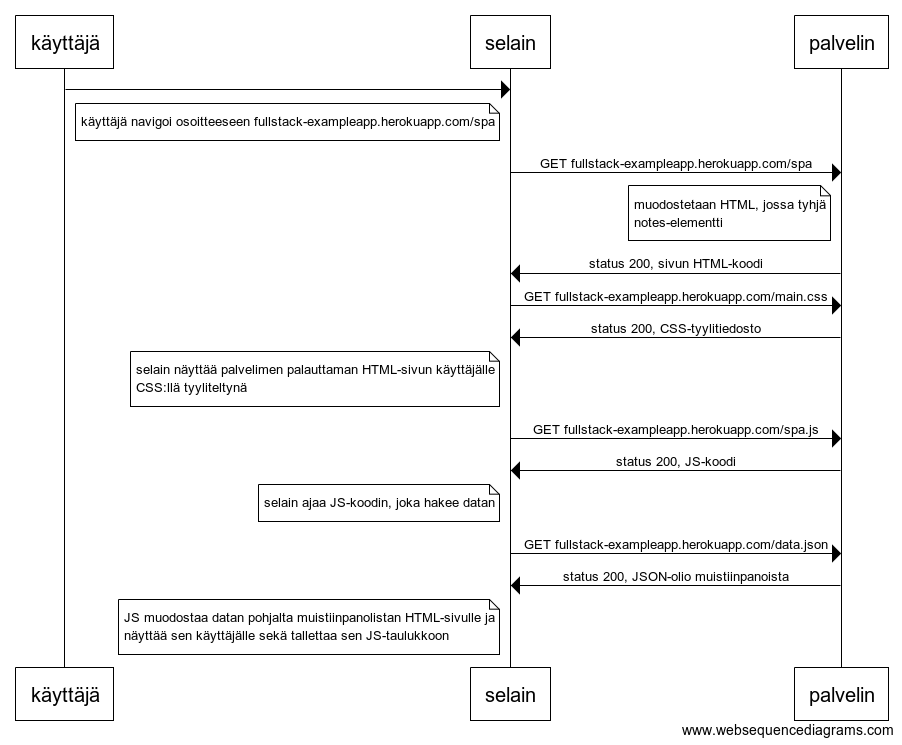 käyttäjä
selain
palvelin
käyttäjä navigoi osoitteeseen fullstack-exampleapp.herokuapp.com/spa
GET fullstack-exampleapp.herokuapp.com/spa
muodostetaan HTML, jossa tyhjä
notes-elementti
status 200, sivun HTML-koodi
GET fullstack-exampleapp.herokuapp.com/main.css
status 200, CSS-tyylitiedosto
selain näyttää palvelimen palauttaman HTML-sivun käyttäjälle
CSS:llä tyyliteltynä
GET fullstack-exampleapp.herokuapp.com/spa.js
status 200, JS-koodi
selain ajaa JS-koodin, joka hakee datan
GET fullstack-exampleapp.herokuapp.com/data.json
status 200, JSON-olio muistiinpanoista
JS muodostaa datan pohjalta muistiinpanolistan HTML-sivulle ja
näyttää sen käyttäjälle sekä tallettaa sen JS-taulukkoon
käyttäjä
selain
palvelin
www.websequencediagrams.com